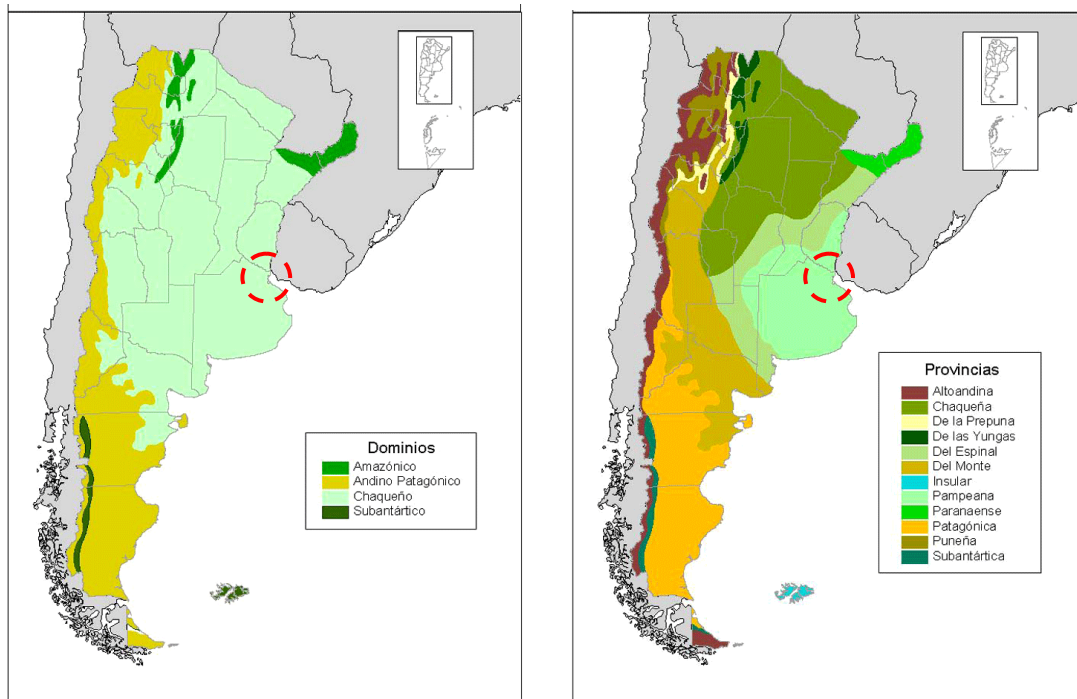 Dominios
Amazónico
Andino Patagónico
Chaqueño
Subantártico
Provincias
Altoandina
Chaqueña
De la Prepuna
De las Yungas
Del Espinal
Del Monte
Insular
Pampeana
Paranaense
Patagónica
Puneña
Subantártica